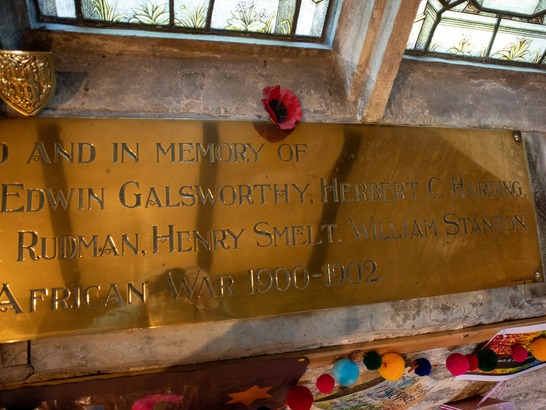 AND IN MEMORY OF
EDWIN GALSWORTHY, HERBERT C. HARDING,
RUDMAN, HENRY SMELT. WILLIAM STANTON
AFRICAN WAR 1900-1902.